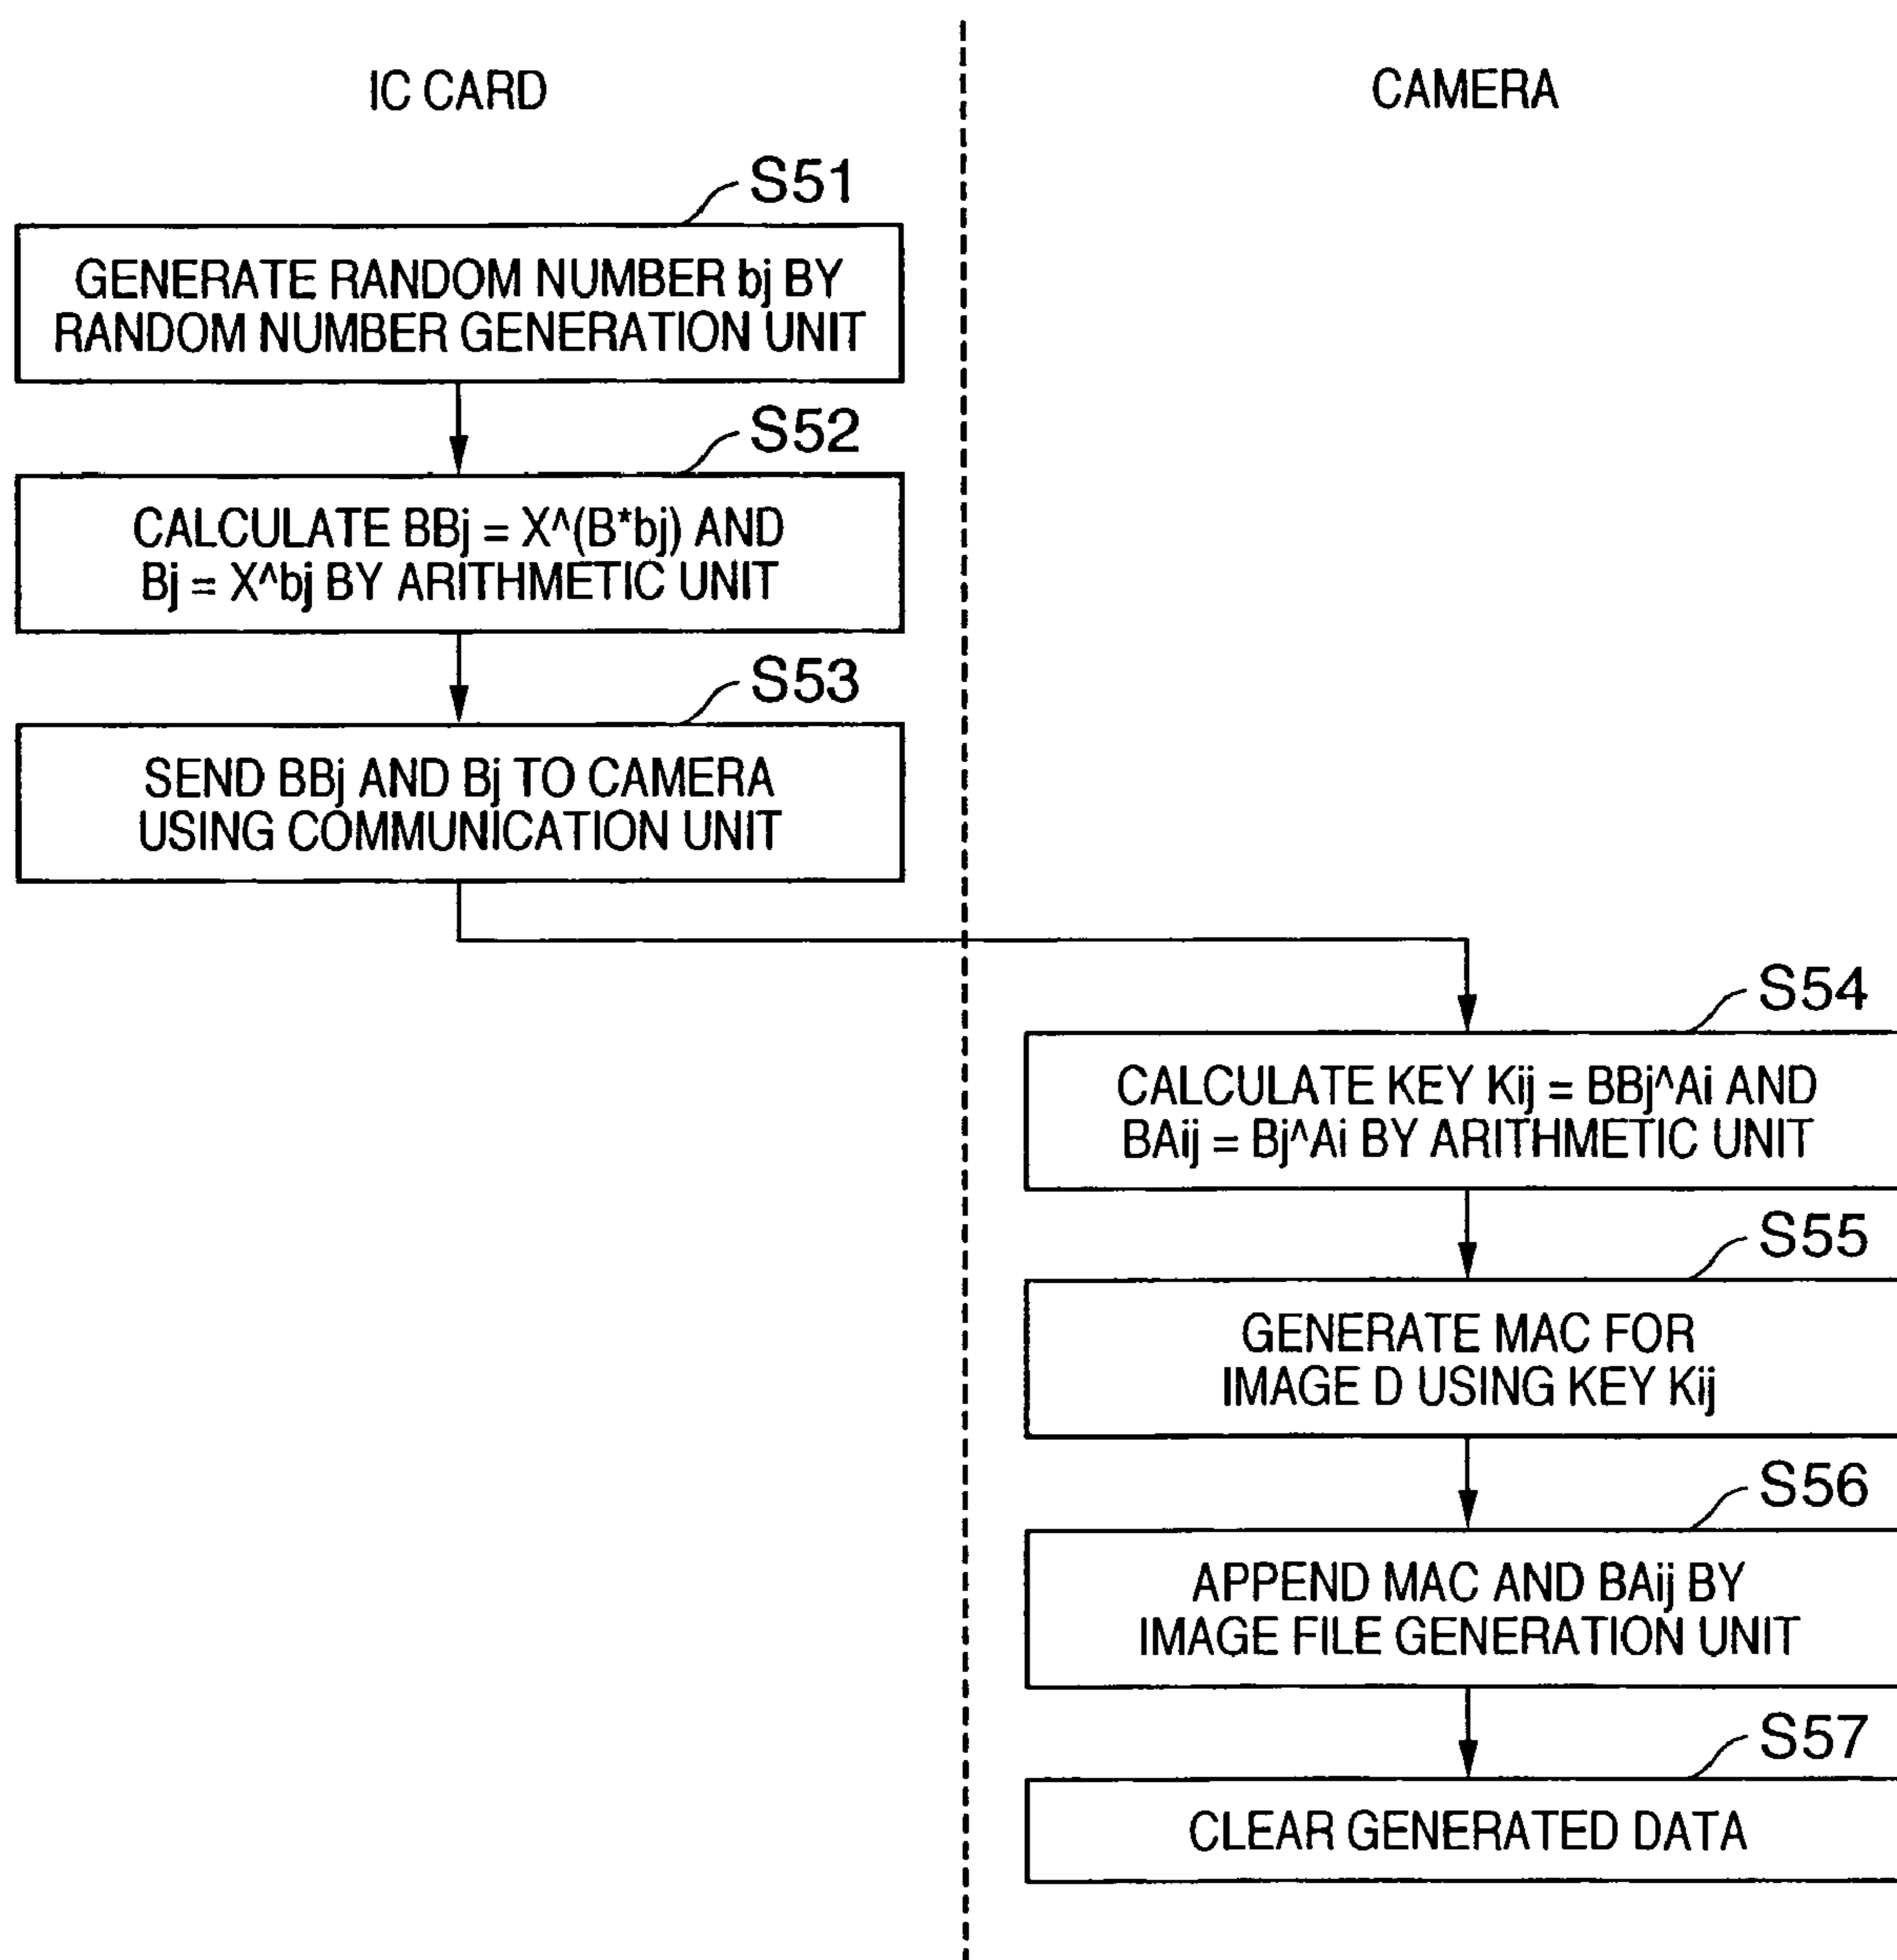 IC CARD
CAMERA
S51
GENERATE RANDOM NUMBER bj BY
RANDOM NUMBER GENERATION UNIT
S52
CALCULATE BBj = X^(B*bj) AND
Bj = X^bj BY ARITHMETIC UNIT
S53
SEND BBj AND Bj TO CAMERA
USING COMMUNICATION UNIT
S54
CALCULATE KEY Kij = BBj^Ai AND
BAij = Bj^Ai BY ARITHMETIC UNIT
S55
GENERATE MAC FOR
IMAGE D USING KEY Kij
S56
APPEND MAC AND BAij BY
IMAGE FILE GENERATION UNIT
S57
CLEAR GENERATED DATA